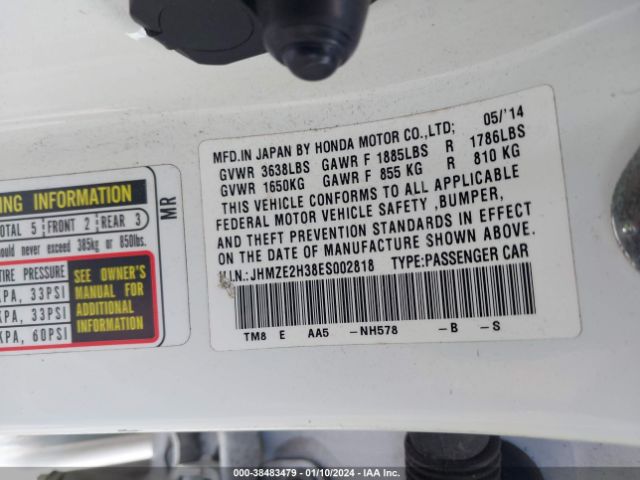 MFD.IN JAPAN BY HONDA MOTOR CO.,LTD; 05/'14
GVWR 3638LBS GAWR F 1885LBS R 1786LBS
GVWR 1650KG GAWR F 855 KG R 810 KG
THIS VEHICLE CONFORMS TO ALL APPLICABLE
FEDERAL MOTOR VEHICLE SAFETY ,BUMPER,
AND THEFT PREVENTION STANDARDS IN EFFECT
ON THE DATE OF MANUFACTURE SHOWN ABOVE.
V.I.N.:JHMZE2H38ES002818 TYPE:PASSENGER CAR
TM8 E AA5 -NH578 -B -S
MR
ING INFORMATION
OTAL 5 FRONT 2 REAR 3
hould never exceed 385kg or 850lbs.
TIRE PRESSURE
KPA, 33PSI
KPA, 33PSI
KPA, 60PSI
SEE OWNER'S
MANUAL FOR
ADDITIONAL
INFORMATION
000-38483479 - 01/10/2024 - IAA Inc.